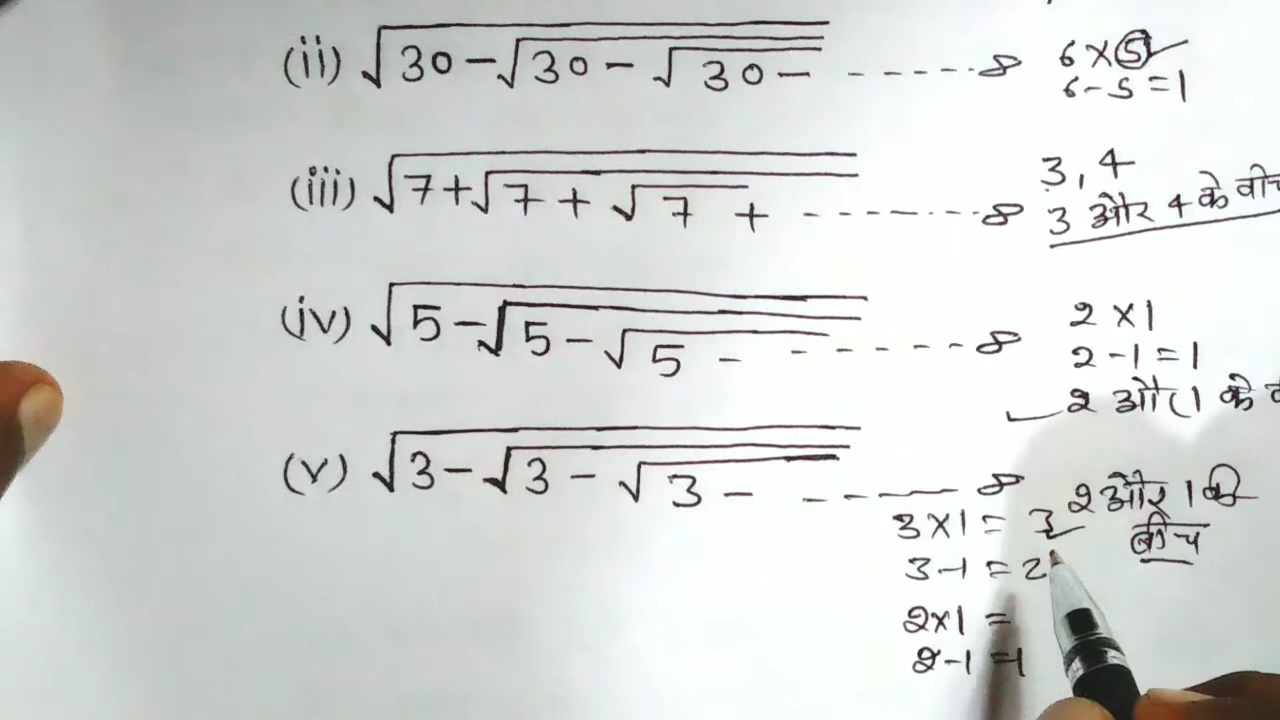 (ii) √30-√30-√30- ------∞ 6×5
6-5=1
(iii) √7+√7+√7+ -------∞ 3,4
3 और 4 के बीच
(iv) √5-√5-√5- ------∞ 2×1
2-1=1
2 और 1 के
(v) √3-√3-√3- ------∞ 2 और 1 की
बीच
3×1=3
3-1=2
2×1=
2-1=1